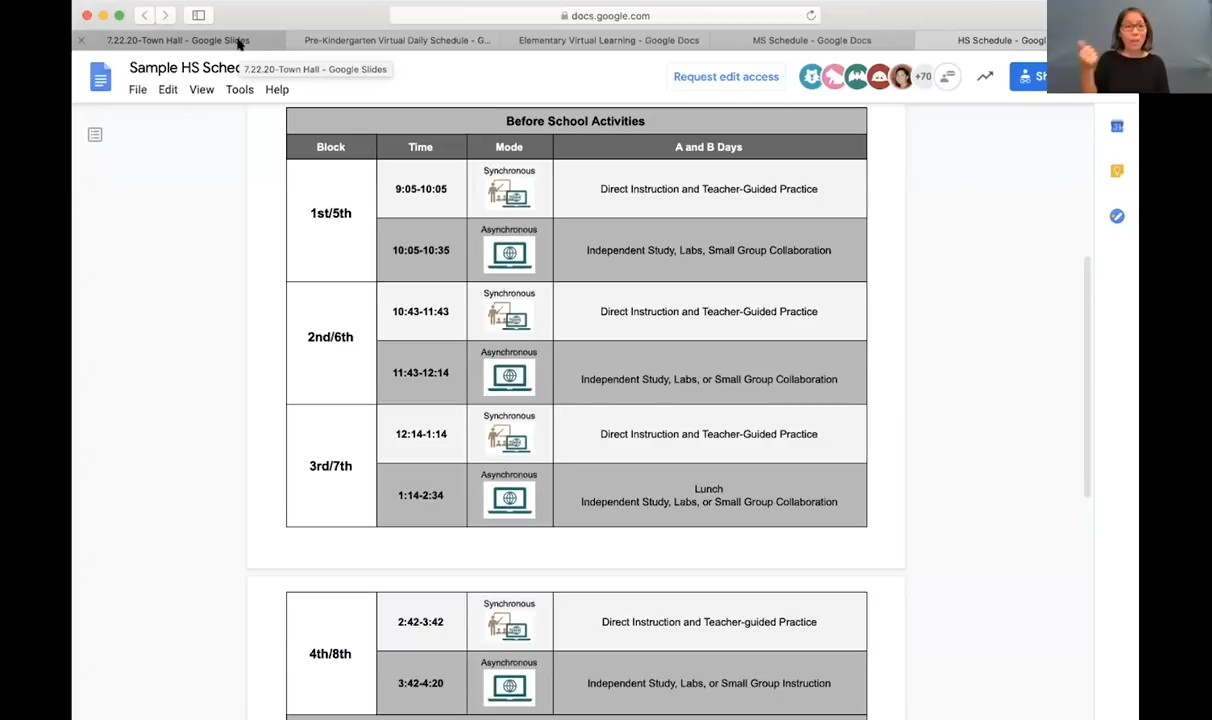 docs.google.com
7.22.20-Town Hall - Google Slides
Pre-Kindergarten Virtual Daily Schedule - G...
Elementary Virtual Learning - Google Docs
MS Schedule - Google Docs
HS Schedule - Googl
Sample HS Sched
7.22.20-Town Hall - Google Slides
Request edit access
+70
Sh
File Edit View Tools Help
31
Before School Activities
Block Time Mode A and B Days
1st/5th
9:05-10:05
Synchronous
Direct Instruction and Teacher-Guided Practice
10:05-10:35
Asynchronous
Independent Study, Labs, Small Group Collaboration
2nd/6th
10:43-11:43
Synchronous
Direct Instruction and Teacher-Guided Practice
11:43-12:14
Asynchronous
Independent Study, Labs, or Small Group Collaboration
3rd/7th
12:14-1:14
Synchronous
Direct Instruction and Teacher-Guided Practice
1:14-2:34
Asynchronous
Lunch
Independent Study, Labs, or Small Group Collaboration
4th/8th
2:42-3:42
Synchronous
Direct Instruction and Teacher-guided Practice
3:42-4:20
Asynchronous
Independent Study, Labs, or Small Group Instruction